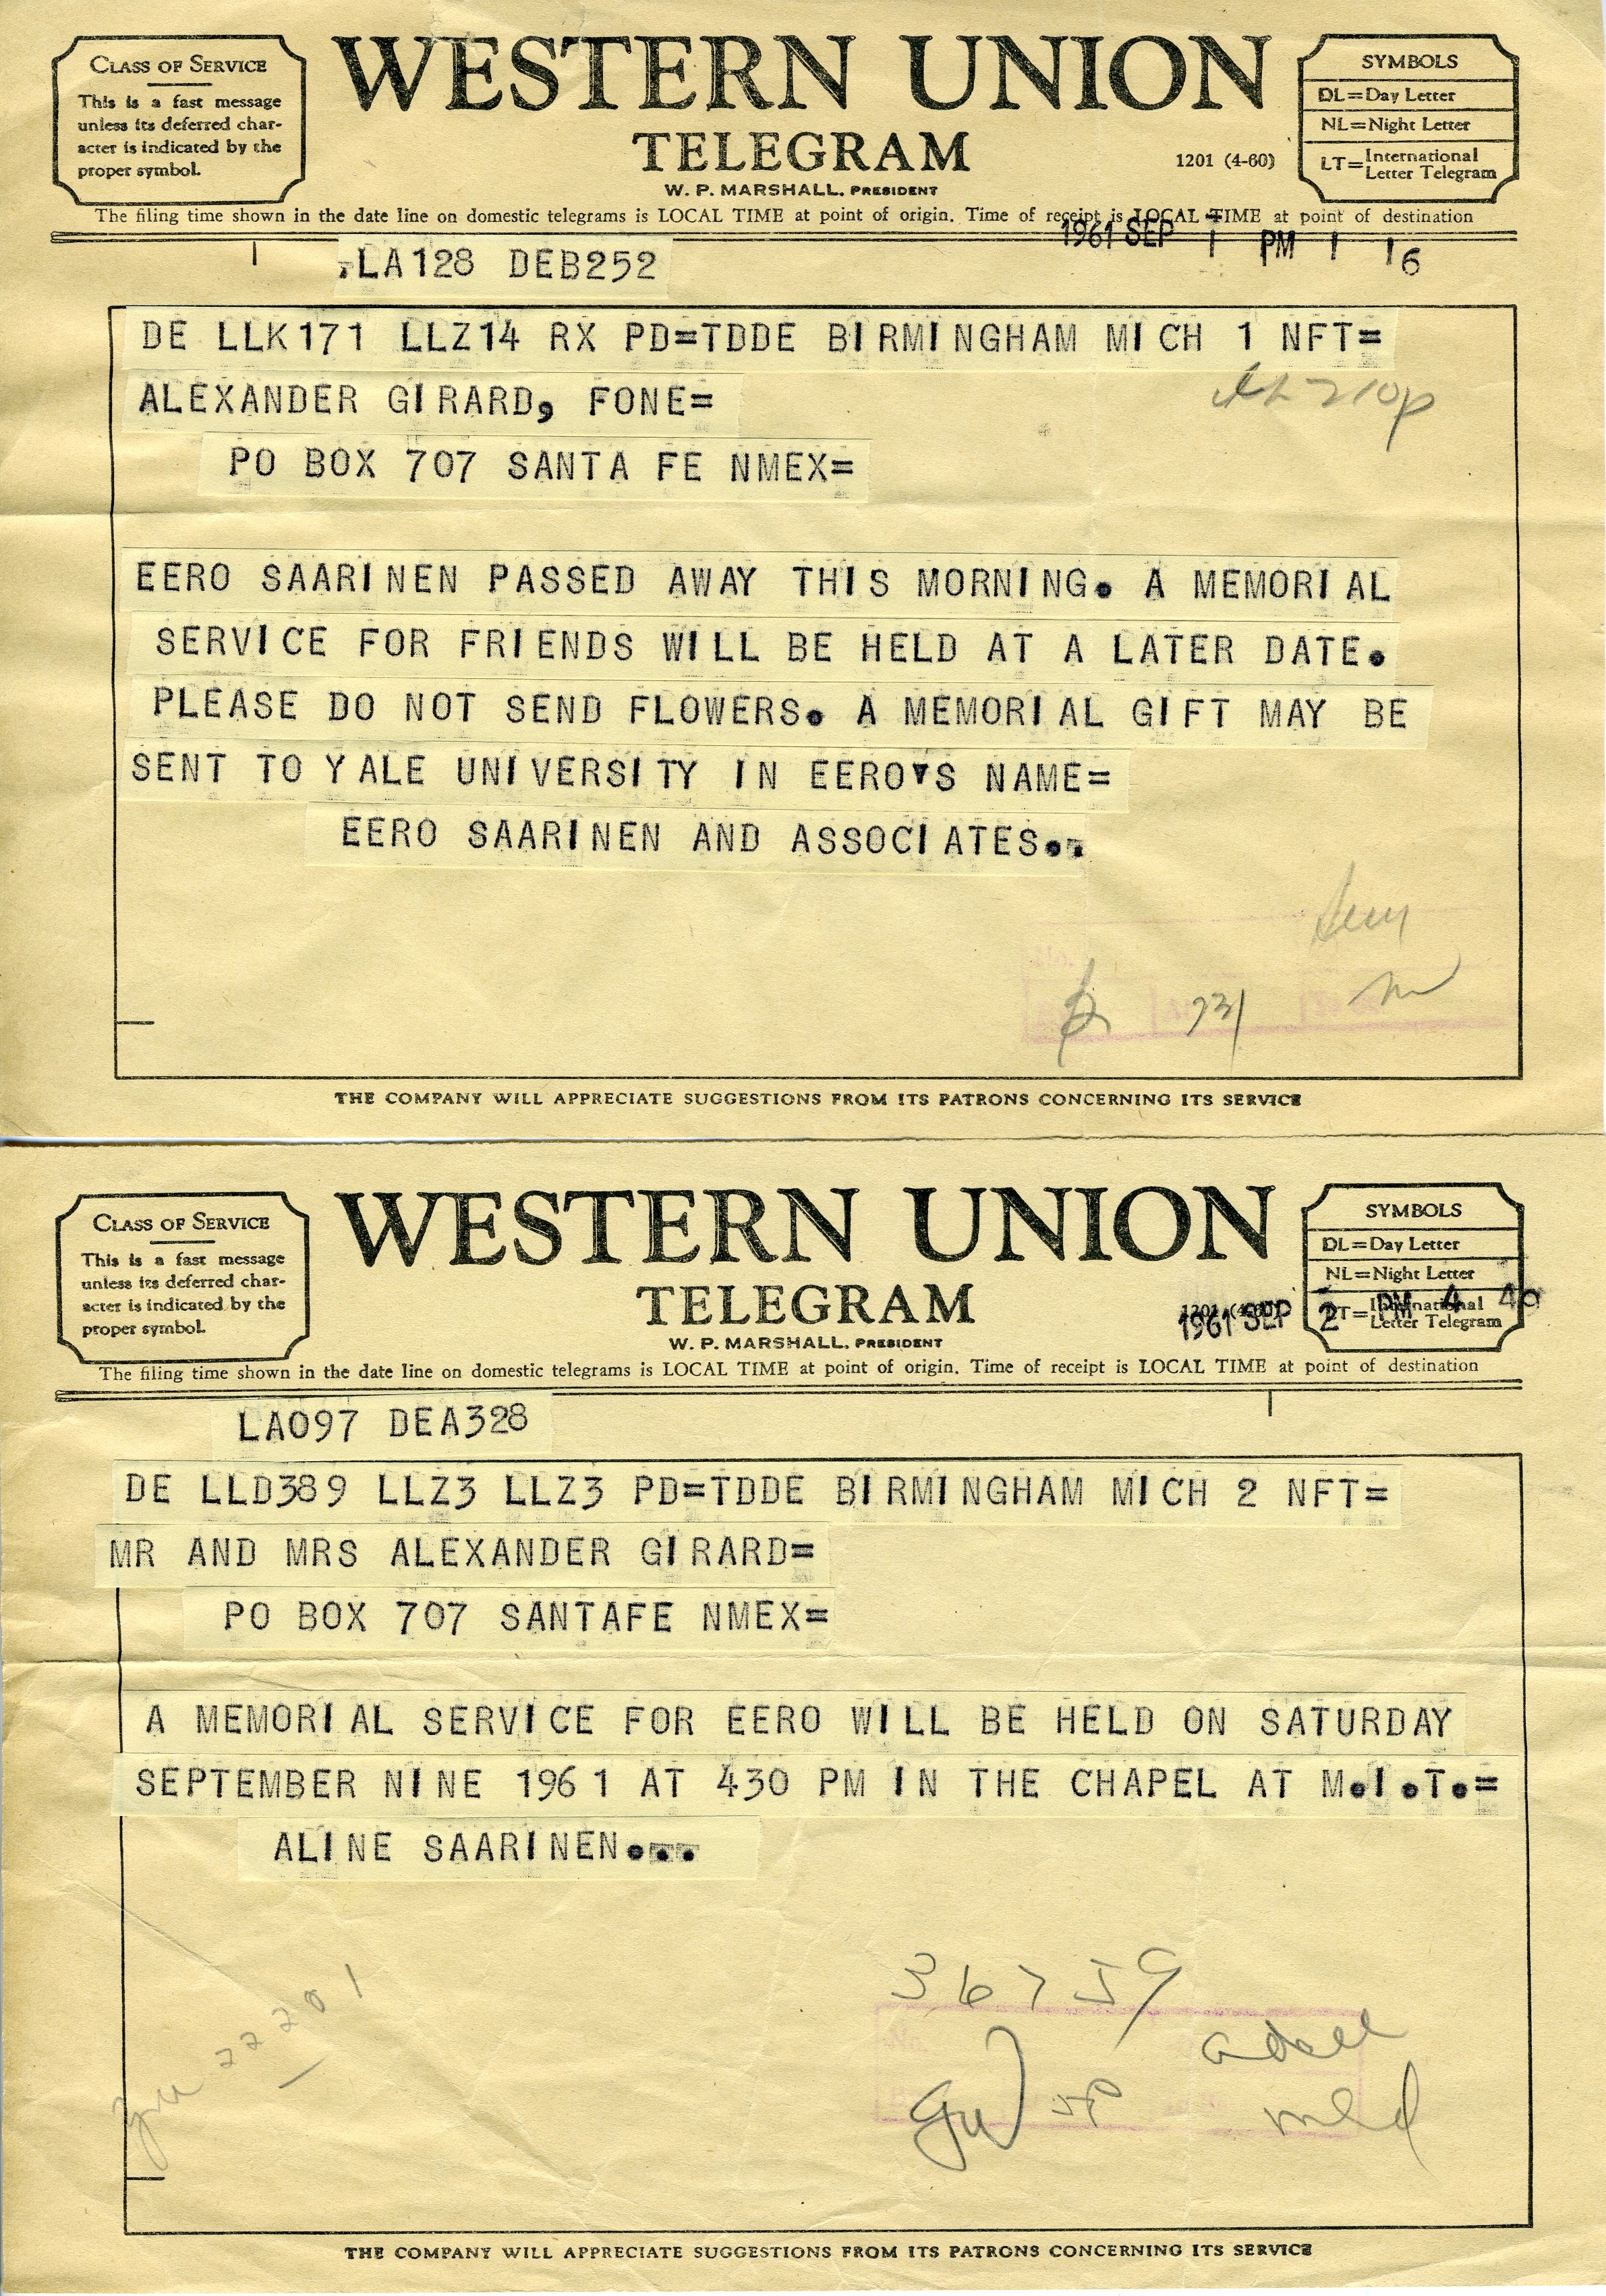 CLASS OF SERVICE
This is a fast message
unless its deferred char-
acter is indicated by the
proper symbol.
WESTERN UNION
TELEGRAM
W. P. MARSHALL, PRESIDENT
1201 (4-60)
SYMBOLS
DL=Day Letter
NL=Night Letter
LT=International Letter Telegram
The filing time shown in the date line on domestic telegrams is LOCAL TIME at point of origin. Time of receipt is LOCAL TIME at point of destination
1961 SEP 1 PM 1 16
LA128 DEB252
DE LLK171 LLZ14 RX PD=TDDE BIRMINGHAM MICH 1 NFT=
ALEXANDER GIRARD, FONE=
210p
PO BOX 707 SANTA FE NMEX=
EERO SAARINEN PASSED AWAY THIS MORNING. A MEMORIAL
SERVICE FOR FRIENDS WILL BE HELD AT A LATER DATE.
PLEASE DO NOT SEND FLOWERS. A MEMORIAL GIFT MAY BE
SENT TO YALE UNIVERSITY IN EERO'S NAME=
EERO SAARINEN AND ASSOCIATES..
731
THE COMPANY WILL APPRECIATE SUGGESTIONS FROM ITS PATRONS CONCERNING ITS SERVICE
CLASS OF SERVICE
This is a fast message
unless its deferred char-
acter is indicated by the
proper symbol.
WESTERN UNION
TELEGRAM
W. P. MARSHALL, PRESIDENT
SYMBOLS
DL=Day Letter
NL=Night Letter
LT=International Letter Telegram
1961 SEP 2 PM 4 40
The filing time shown in the date line on domestic telegrams is LOCAL TIME at point of origin. Time of receipt is LOCAL TIME at point of destination
LA097 DEA328
DE LLD389 LLZ3 LLZ3 PD=TDDE BIRMINGHAM MICH 2 NFT=
MR AND MRS ALEXANDER GIRARD=
PO BOX 707 SANTAFE NMEX=
A MEMORIAL SERVICE FOR EERO WILL BE HELD ON SATURDAY
SEPTEMBER NINE 1961 AT 430 PM IN THE CHAPEL AT M.I.T.=
ALINE SAARINEN...
36759
22201
THE COMPANY WILL APPRECIATE SUGGESTIONS FROM ITS PATRONS CONCERNING ITS SERVICE